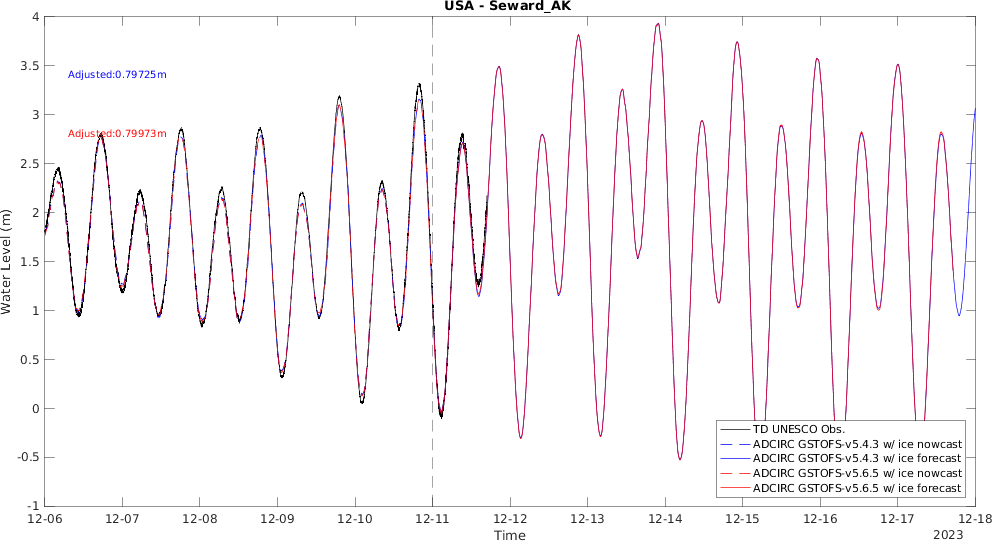 USA - Seward_AK
4
3.5
3
2.5
2
1.5
1
0.5
0
-0.5
-1
Water Level (m)
Adjusted:0.79725m
Adjusted:0.79973m
TD UNESCO Obs.
ADCIRC GSTOFS-v5.4.3 w/ ice nowcast
ADCIRC GSTOFS-v5.4.3 w/ ice forecast
ADCIRC GSTOFS-v5.6.5 w/ ice nowcast
ADCIRC GSTOFS-v5.6.5 w/ ice forecast
12-06 12-07 12-08 12-09 12-10 12-11 12-12 12-13 12-14 12-15 12-16 12-17 12-18
Time
2023